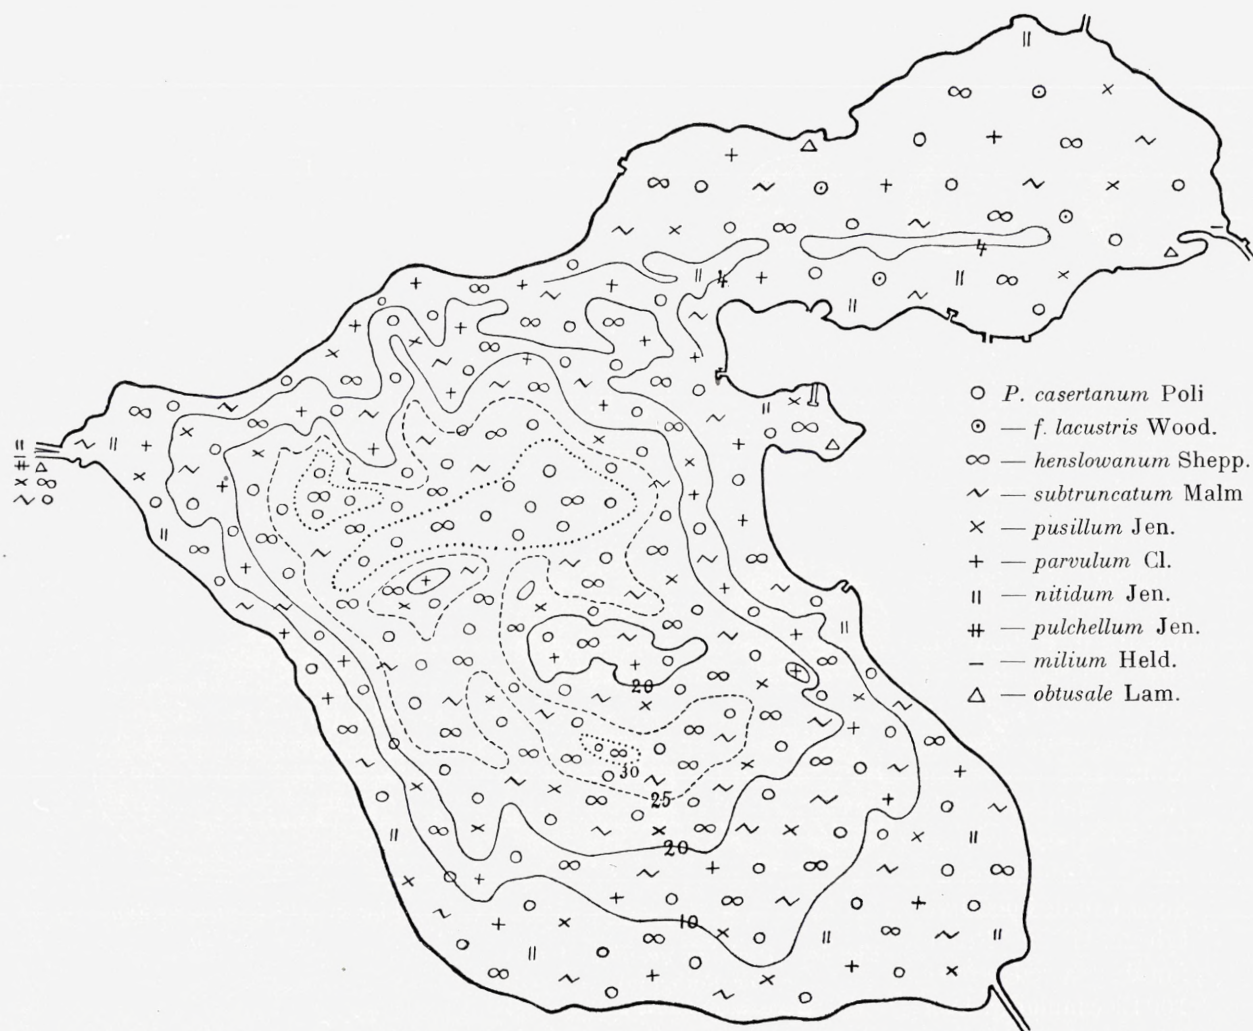 4
4
○ P. casertanum Poli
☉ — f. lacustris Wood.
∞ — henslowanum Shepp.
~ — subtruncatum Malm
× — pusillum Jen.
+ — parvulum Cl.
॥ — nitidum Jen.
⧺ — pulchellum Jen.
– — milium Held.
△ — obtusale Lam.
20
30
25
20
10